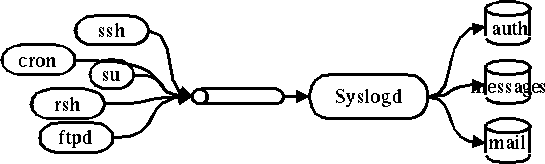 ssh
cron
su
rsh
ftpd
Syslogd
auth
messages
mail